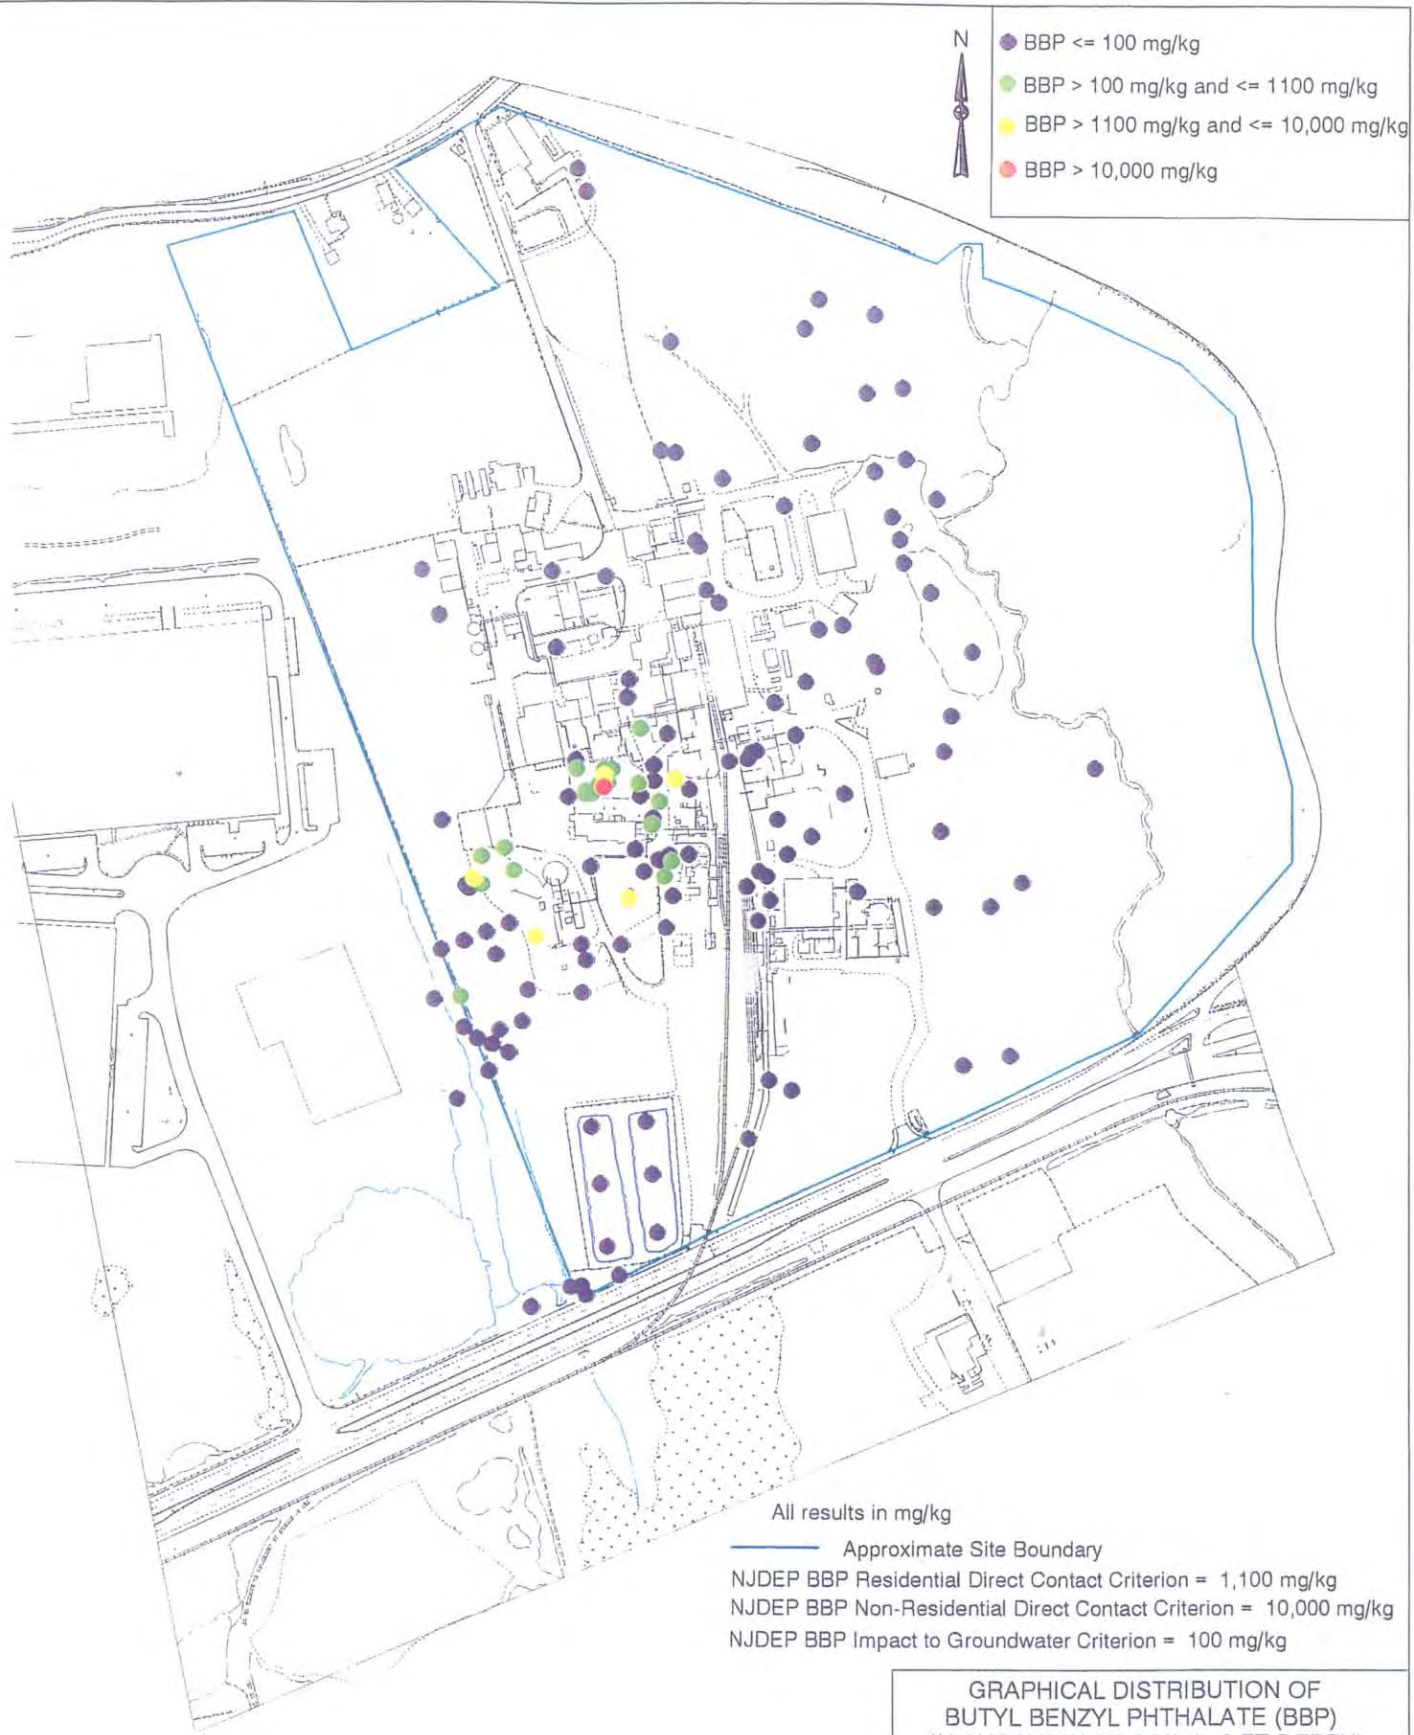 N
BBP <= 100 mg/kg
BBP > 100 mg/kg and <= 1100 mg/kg
BBP > 1100 mg/kg and <= 10,000 mg/kg
BBP > 10,000 mg/kg
All results in mg/kg
Approximate Site Boundary
NJDEP BBP Residential Direct Contact Criterion = 1,100 mg/kg
NJDEP BBP Non-Residential Direct Contact Criterion = 10,000 mg/kg
NJDEP BBP Impact to Groundwater Criterion = 100 mg/kg
GRAPHICAL DISTRIBUTION OF
BUTYL BENZYL PHTHALATE (BBP)